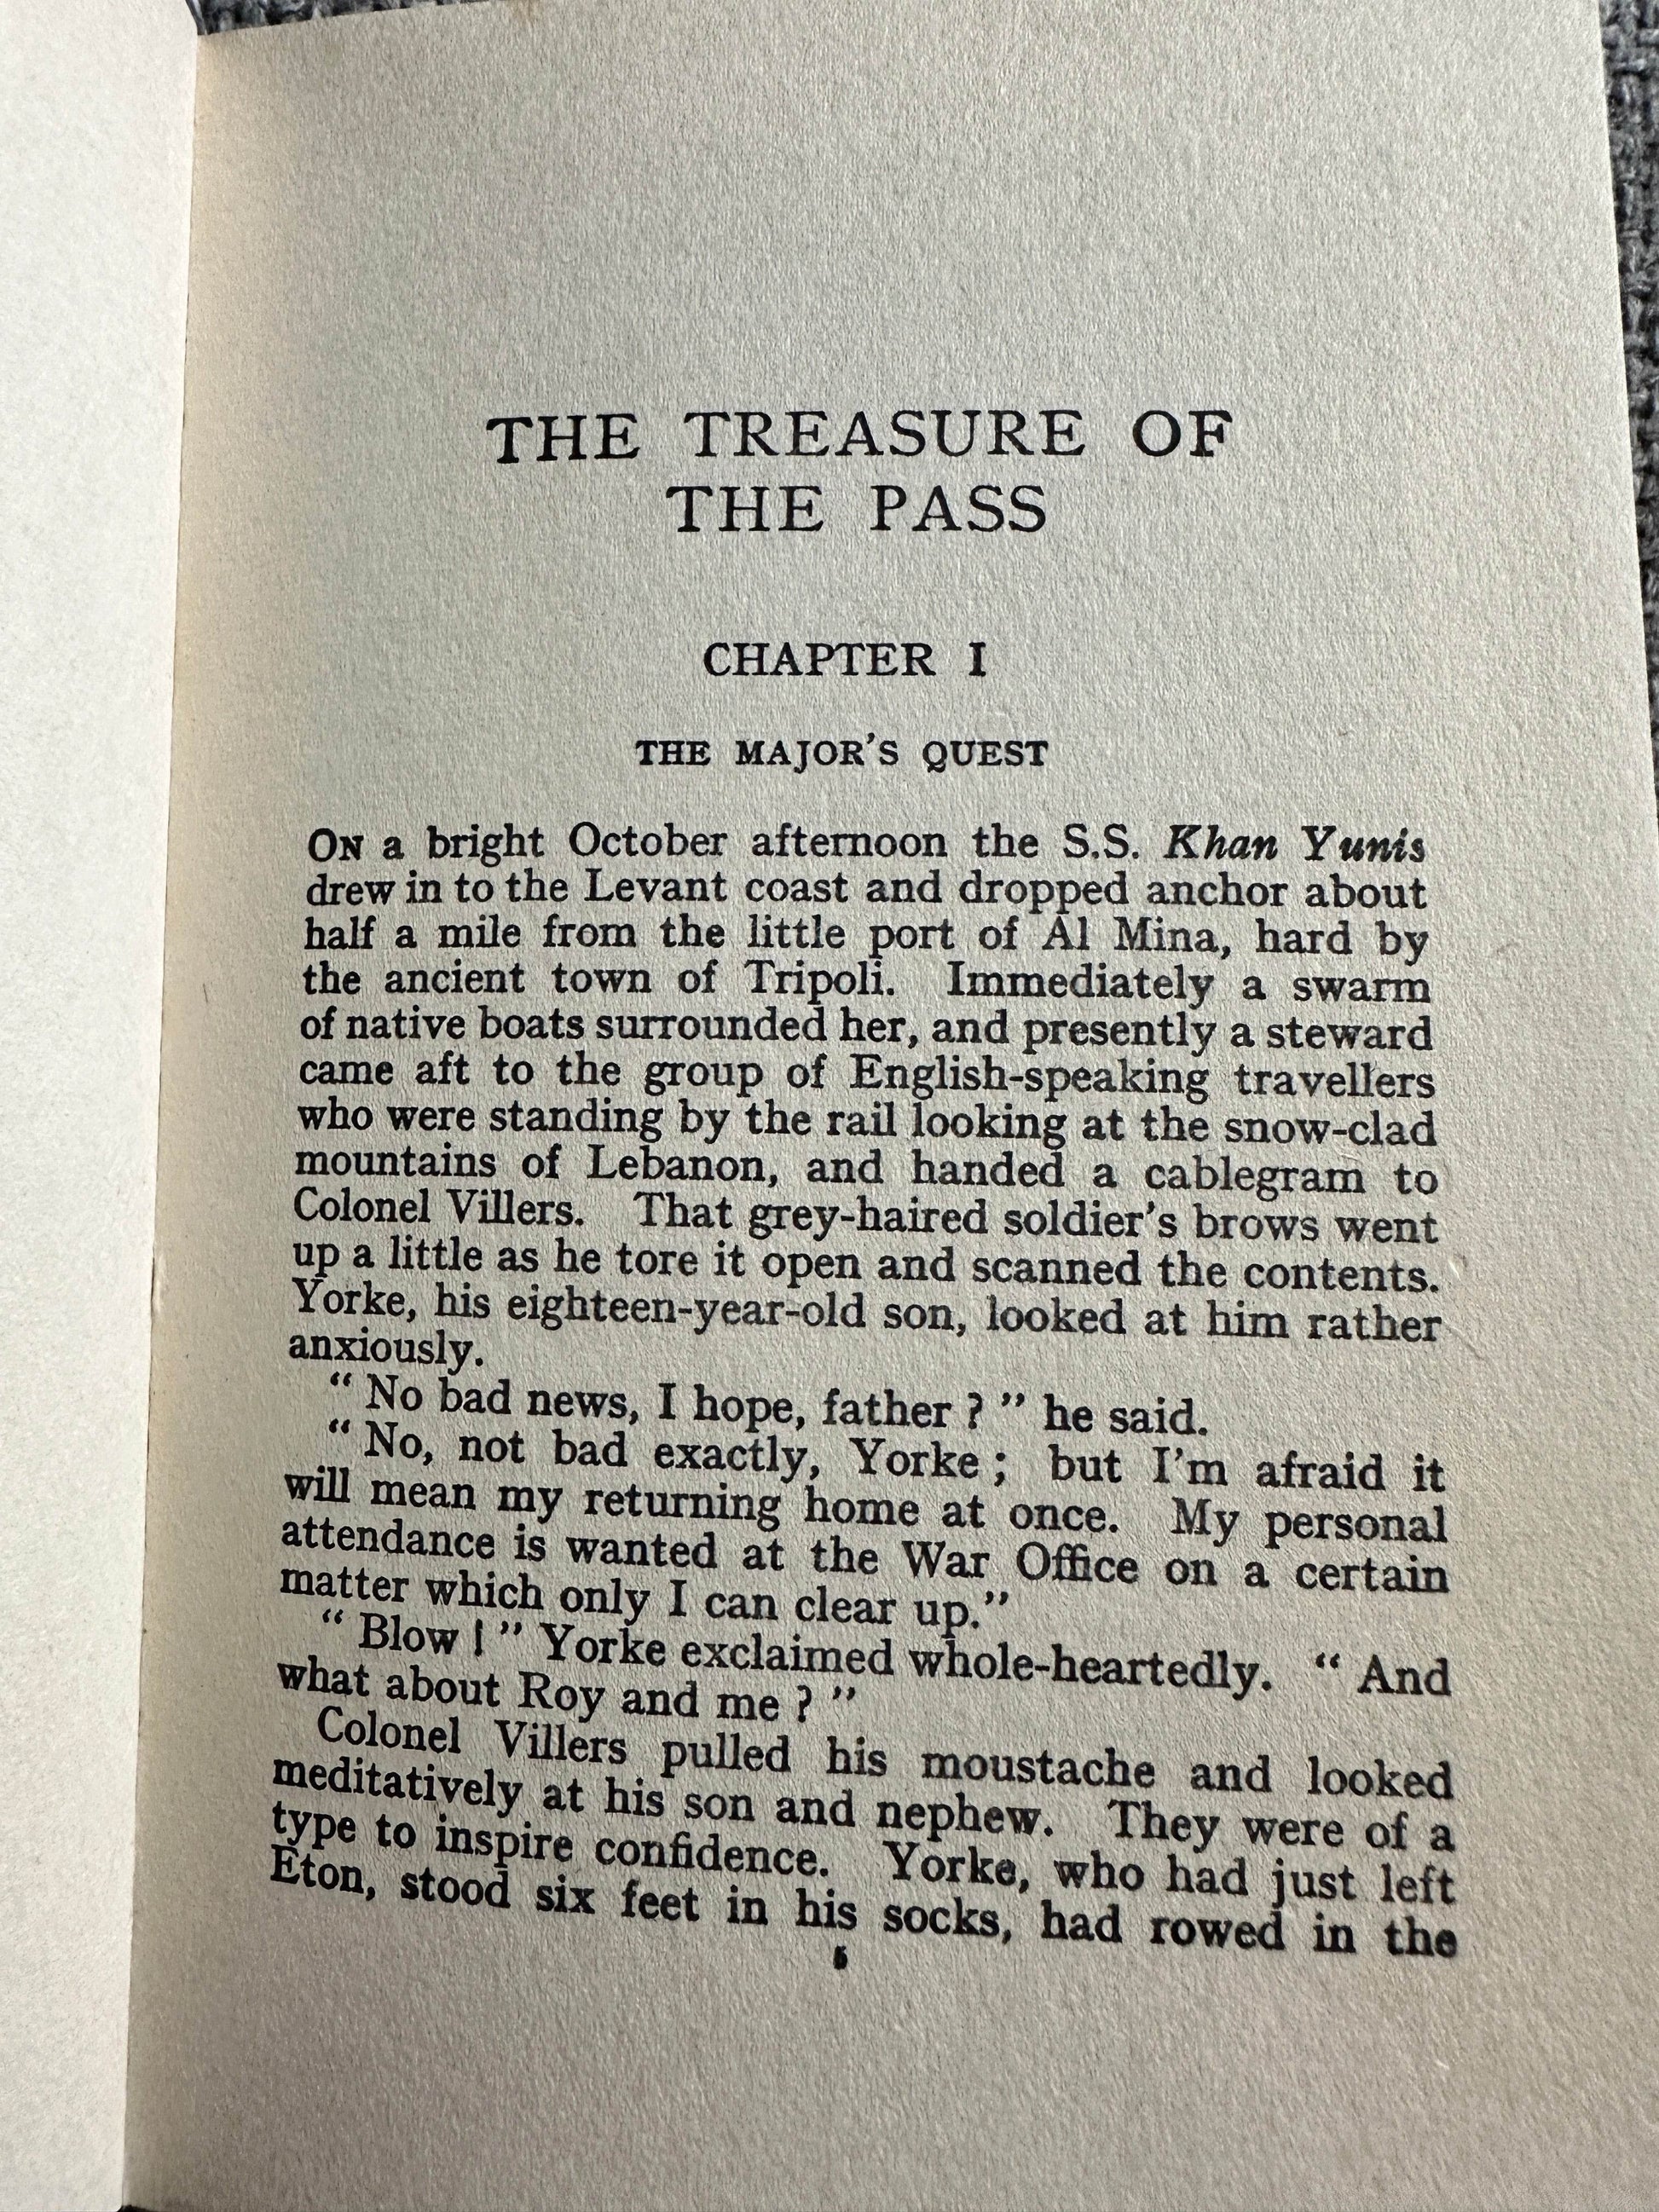 THE TREASURE OF
THE PASS
CHAPTER I
THE MAJOR'S QUEST
ON a bright October afternoon the S.S. Khan Yunis
drew in to the Levant coast and dropped anchor about
half a mile from the little port of Al Mina, hard by
the ancient town of Tripoli. Immediately a swarm
of native boats surrounded her, and presently a steward
came aft to the group of English-speaking travellers
who were standing by the rail looking at the snow-clad
mountains of Lebanon, and handed a cablegram to
Colonel Villers. That grey-haired soldier's brows went
up a little as he tore it open and scanned the contents.
Yorke, his eighteen-year-old son, looked at him rather
anxiously.
“ No bad news, I hope, father ? ” he said.
“ No, not bad exactly, Yorke ; but I'm afraid it
will mean my returning home at once. My personal
attendance is wanted at the War Office on a certain
matter which only I can clear up.”
“ Blow ! ” Yorke exclaimed whole-heartedly. “ And
what about Roy and me ? ”
Colonel Villers pulled his moustache and looked
meditatively at his son and nephew. They were of a
type to inspire confidence. Yorke, who had just left
Eton, stood six feet in his socks, had rowed in the
5